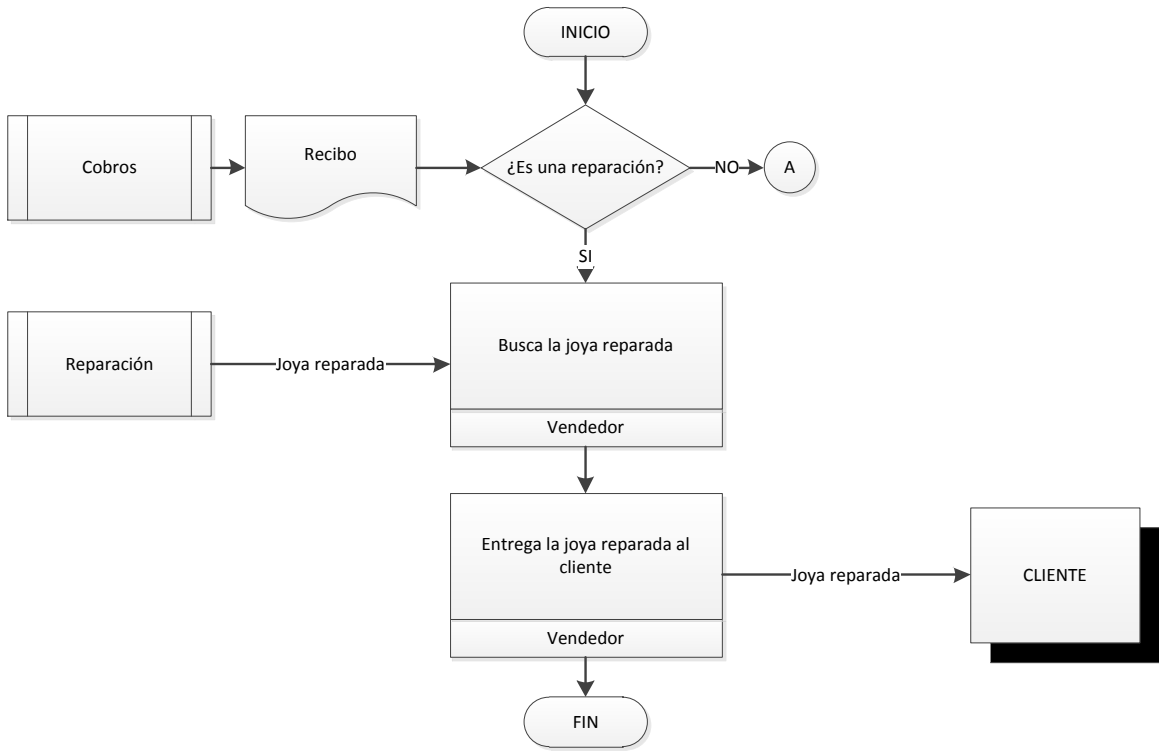 INICIO
Cobros
Recibo
¿Es una reparación?
NO
A
SI
Reparación
Joya reparada
Busca la joya reparada
Vendedor
Entrega la joya reparada al
cliente
Joya reparada
CLIENTE
Vendedor
FIN